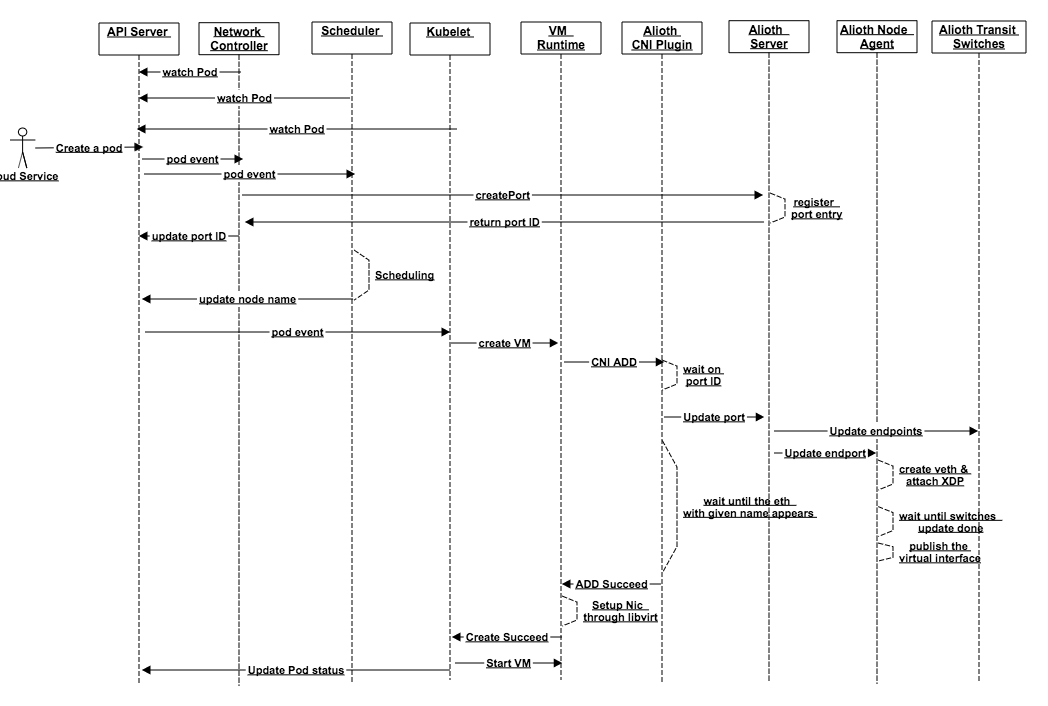 API Server
Network
Controller
Scheduler
Kubelet
VM
Runtime
Alioth
CNI Plugin
Alioth
Server
Alioth Node
Agent
Alioth Transit
Switches
watch Pod
watch Pod
watch Pod
Create a pod
pod event
oud Service
pod event
createPort
register
port entry
return port ID
update port ID
Scheduling
update node name
pod event
create VM
CNI ADD
wait on
port ID
Update port
Update endpoints
Update endport
create veth &
attach XDP
wait until the eth
with given name appears
wait until switches
update done
publish the
virtual interface
ADD Succeed
Setup Nic
through libvirt
Create Succeed
Start VM
Update Pod status